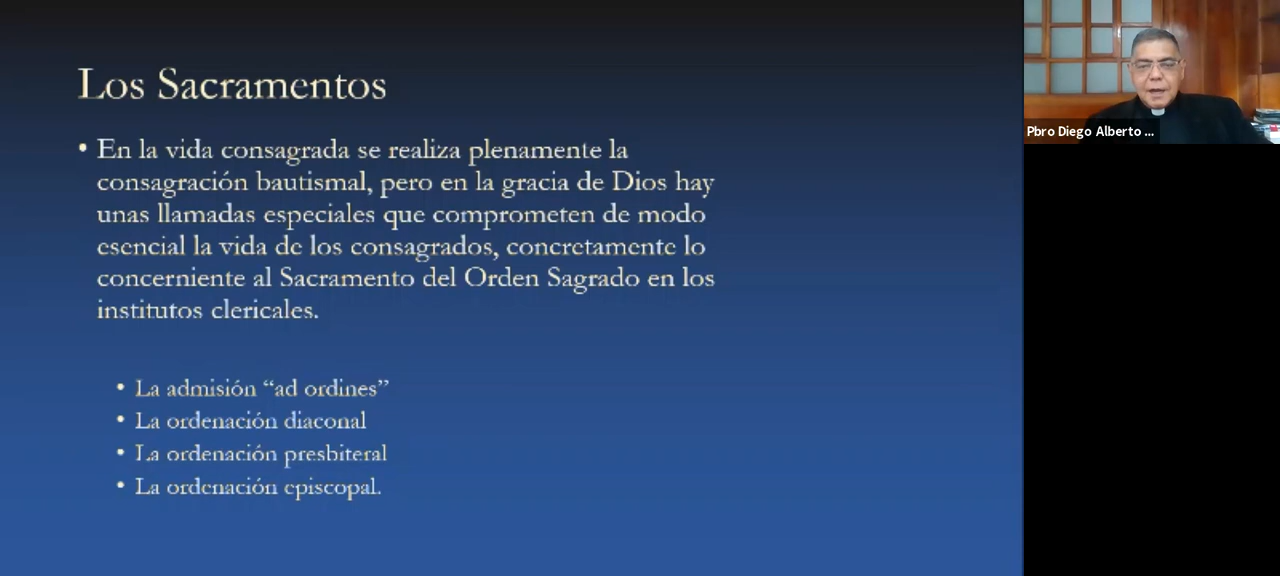 Los Sacramentos
• En la vida consagrada se realiza plenamente la
consagración bautismal, pero en la gracia de Dios hay
unas llamadas especiales que comprometen de modo
esencial la vida de los consagrados, concretamente lo
concerniente al Sacramento del Orden Sagrado en los
institutos clericales.
• La admisión “ad ordines”
• La ordenación diaconal
• La ordenación presbiteral
• La ordenación episcopal.
Pbro Diego Alberto ...